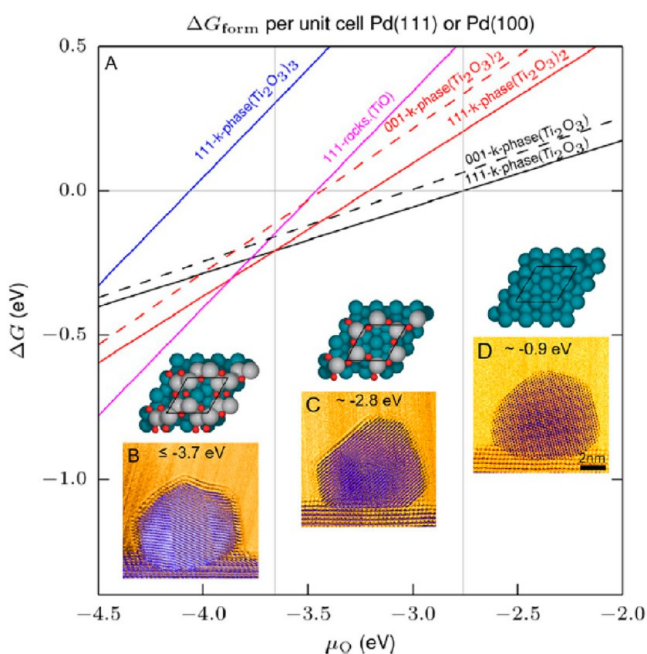 ΔG_form per unit cell Pd(111) or Pd(100)
A
0.5
0.0
−0.5
−1.0
ΔG (eV)
111-k-phase(Ti₂O₃)₃
111-rocks.(TiO)
001-k-phase(Ti₂O₃)₂
111-k-phase(Ti₂O₃)₂
001-k-phase(Ti₂O₃)
111-k-phase(Ti₂O₃)
B
≤ -3.7 eV
C
~ -2.8 eV
D
~ -0.9 eV
2nm
−4.5 −4.0 −3.5 −3.0 −2.5 −2.0
μ_O (eV)